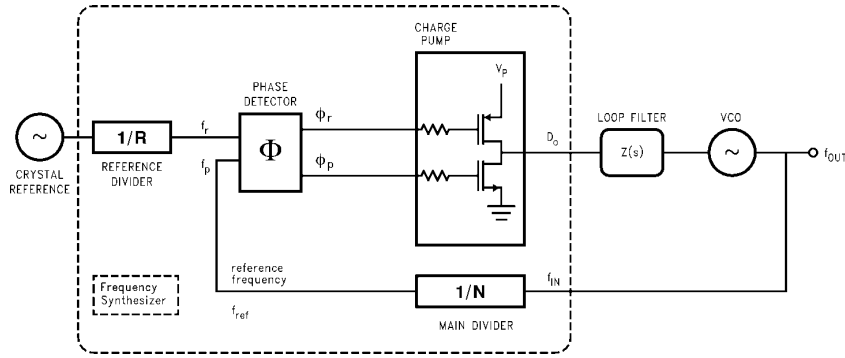 CHARGE
PUMP
V_P
PHASE
DETECTOR
LOOP FILTER
VCO
~
1/R
f_r
f_p
Φ
ϕ_r
ϕ_p
D_o
Z(s)
~
f_OUT
CRYSTAL
REFERENCE
REFERENCE
DIVIDER
Frequency
Synthesizer
reference
frequency
f_ref
1/N
f_IN
MAIN DIVIDER